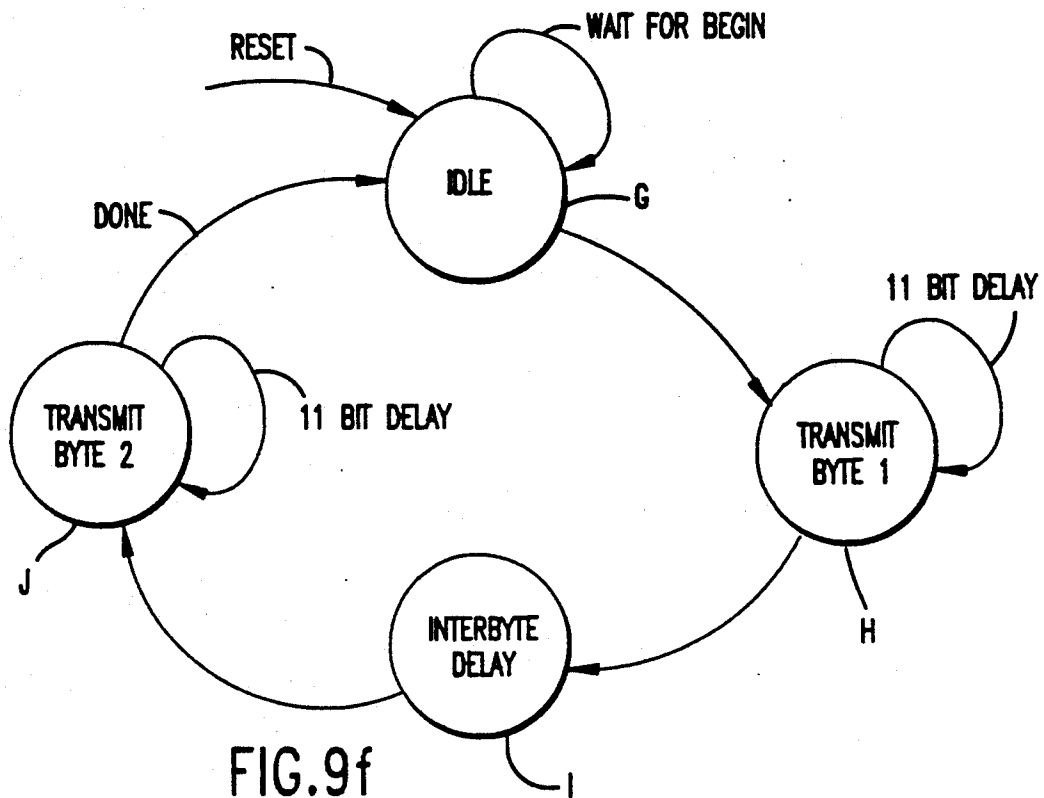 WAIT FOR BEGIN
RESET
IDLE
G
DONE
11 BIT DELAY
TRANSMIT
BYTE 2
11 BIT DELAY
TRANSMIT
BYTE 1
J
H
INTERBYTE
DELAY
I
FIG.9f